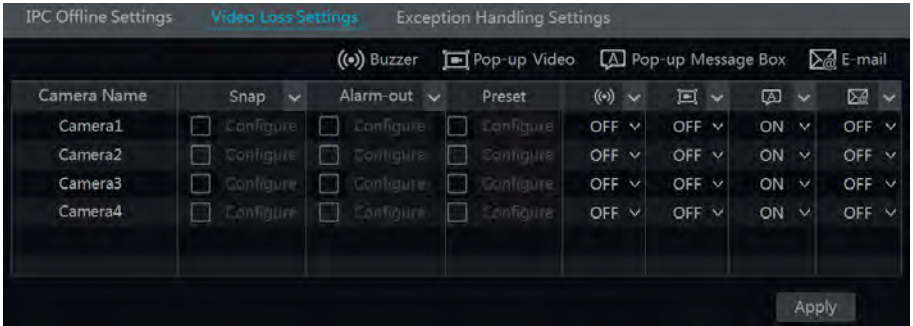 IPC Offline Settings Video Loss Settings Exception Handling Settings
Buzzer Pop-up Video A Pop-up Message Box E-mail
Camera Name Snap Alarm-out Preset A
Camera1 Configure Configure Configure OFF OFF ON OFF
Camera2 Configure Configure Configure OFF OFF ON OFF
Camera3 Configure Configure Configure OFF OFF ON OFF
Camera4 Configure Configure Configure OFF OFF ON OFF
Apply